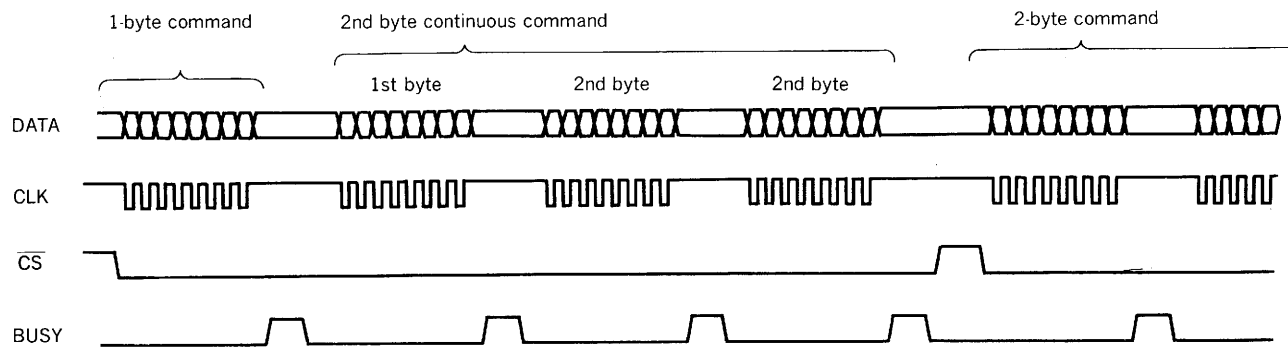 1-byte command
2nd byte continuous command
2-byte command
1st byte
2nd byte
2nd byte
DATA
CLK
C̅S̅
BUSY